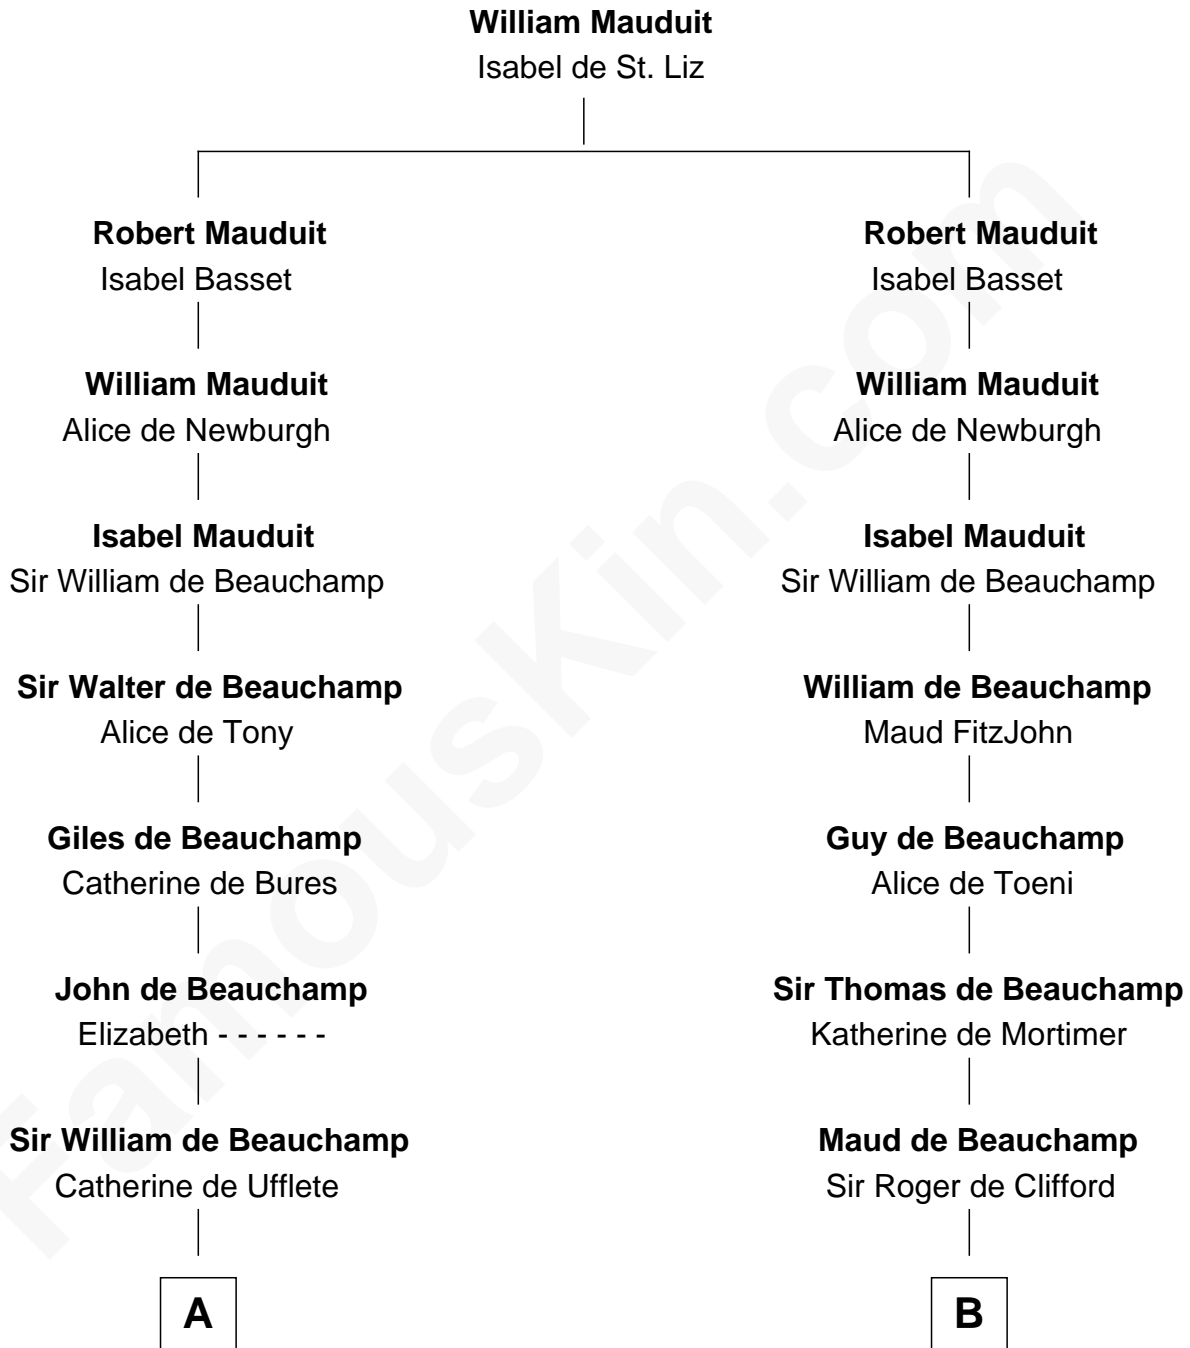 William Mauduit
Isabel de St. Liz
Robert Mauduit
Isabel Basset
William Mauduit
Alice de Newburgh
Isabel Mauduit
Sir William de Beauchamp
Sir Walter de Beauchamp
Alice de Tony
Giles de Beauchamp
Catherine de Bures
John de Beauchamp
Elizabeth - - - - - -
Sir William de Beauchamp
Catherine de Ufflete
A
Robert Mauduit
Isabel Basset
William Mauduit
Alice de Newburgh
Isabel Mauduit
Sir William de Beauchamp
William de Beauchamp
Maud FitzJohn
Guy de Beauchamp
Alice de Toeni
Sir Thomas de Beauchamp
Katherine de Mortimer
Maud de Beauchamp
Sir Roger de Clifford
B
FamousKin.com